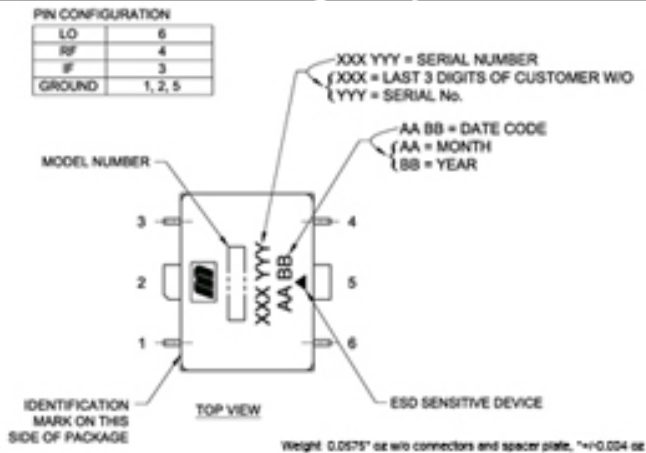 PIN CONFIGURATION
LO 6
RF 4
IF 3
GROUND 1, 2, 5
XXX YYY = SERIAL NUMBER
XXX = LAST 3 DIGITS OF CUSTOMER W/O
YYY = SERIAL No.
AA BB = DATE CODE
AA = MONTH
BB = YEAR
MODEL NUMBER
3
4
2
5
1
6
XXX YYY
AA BB
IDENTIFICATION
MARK ON THIS
SIDE OF PACKAGE
TOP VIEW
ESD SENSITIVE DEVICE
Weight 0.0575" oz w/o connectors and spacer plate, "+/-0.004 oz